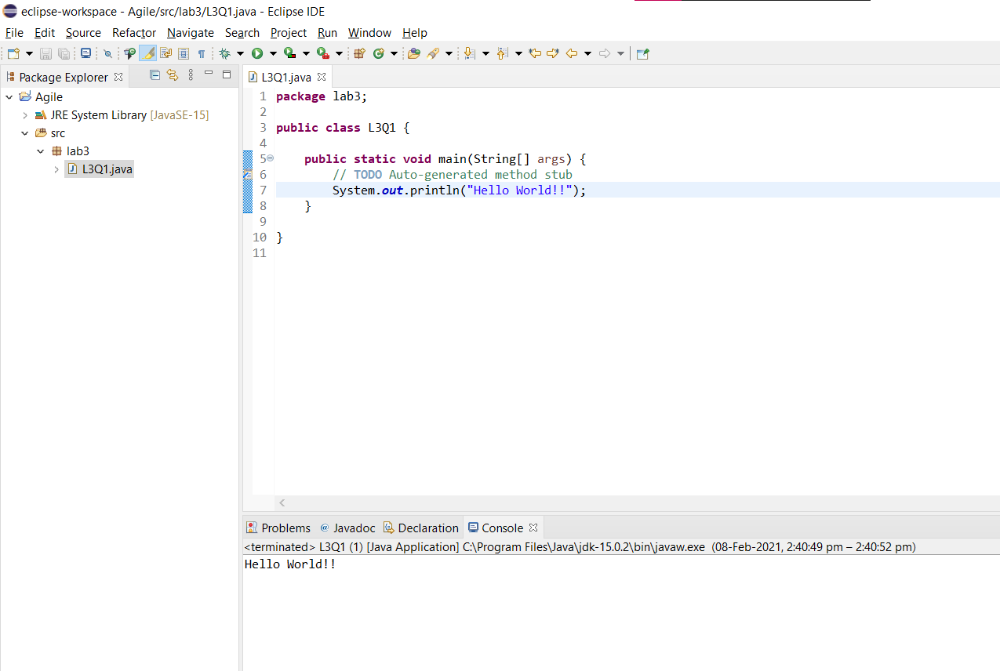 eclipse-workspace - Agile/src/lab3/L3Q1.java - Eclipse IDE
File Edit Source Refactor Navigate Search Project Run Window Help
Package Explorer
Agile
JRE System Library [JavaSE-15]
src
lab3
L3Q1.java
L3Q1.java
1 package lab3;
2
3 public class L3Q1 {
4
5 public static void main(String[] args) {
6 // TODO Auto-generated method stub
7 System.out.println("Hello World!!");
8 }
9
10 }
11
Problems @ Javadoc Declaration Console
<terminated> L3Q1 (1) [Java Application] C:\Program Files\Java\jdk-15.0.2\bin\javaw.exe (08-Feb-2021, 2:40:49 pm – 2:40:52 pm)
Hello World!!